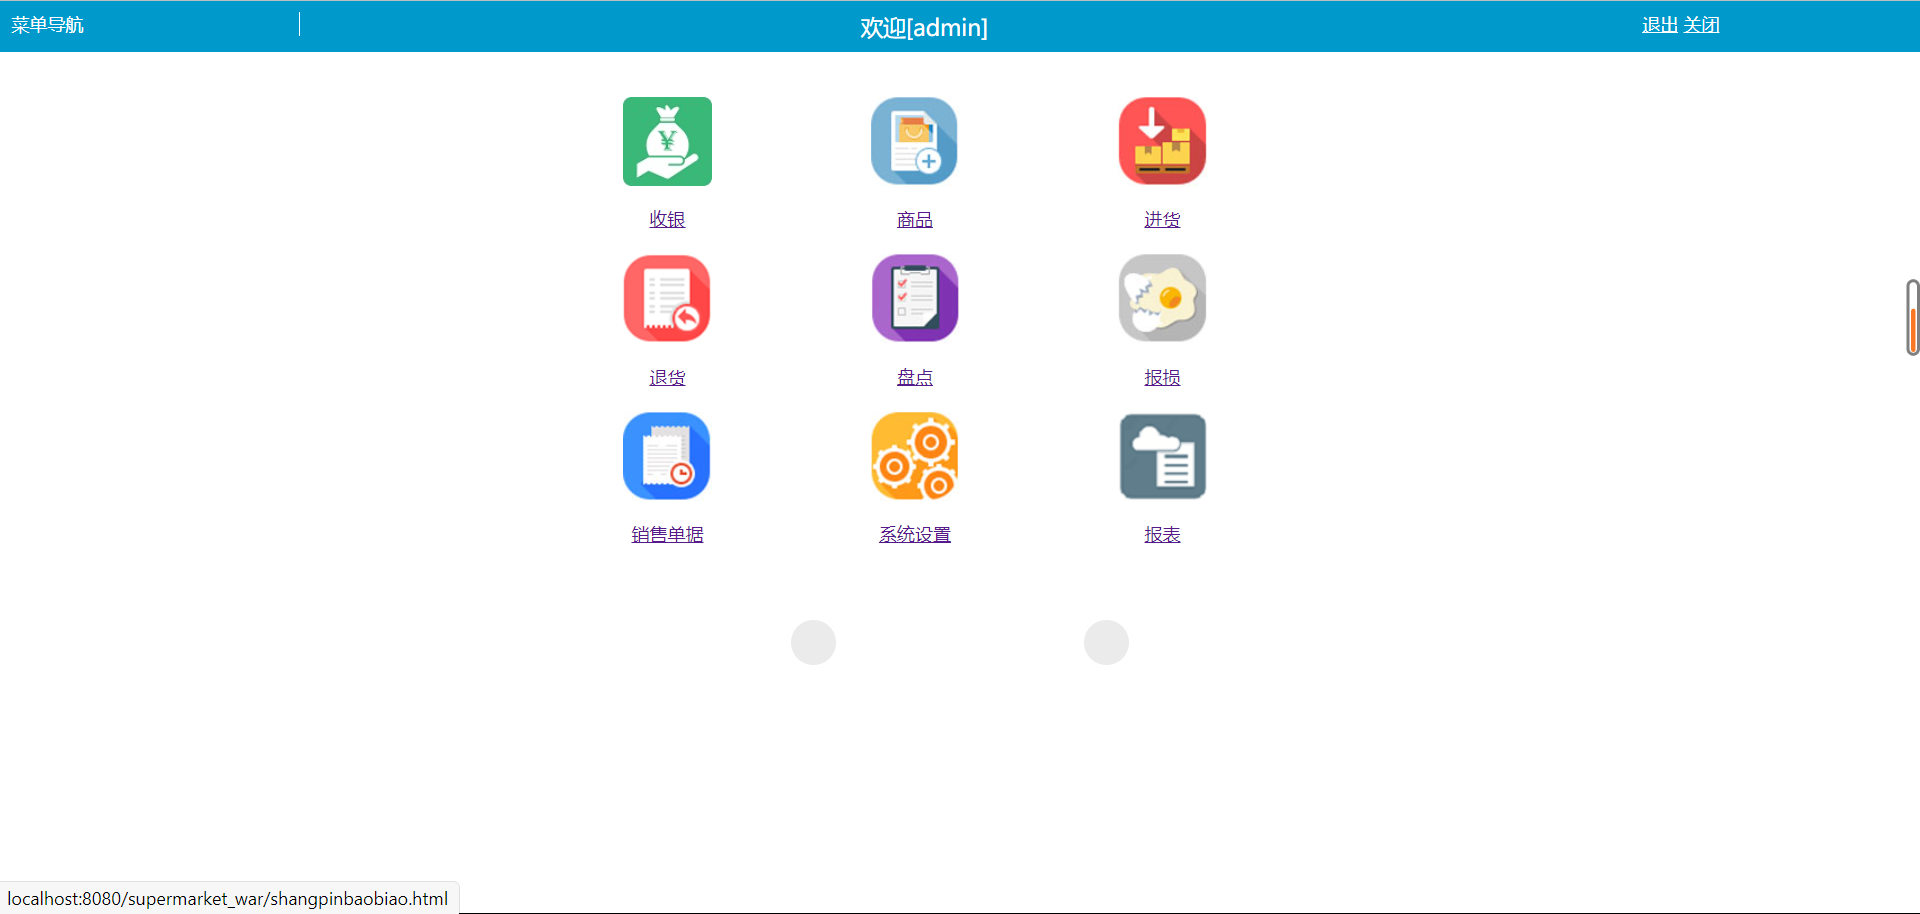 菜单导航
欢迎[admin]
退出 关闭
¥
收银
商品
进货
退货
盘点
报损
销售单据
系统设置
报表
localhost:8080/supermarket_war/shangpinbaobiao.html